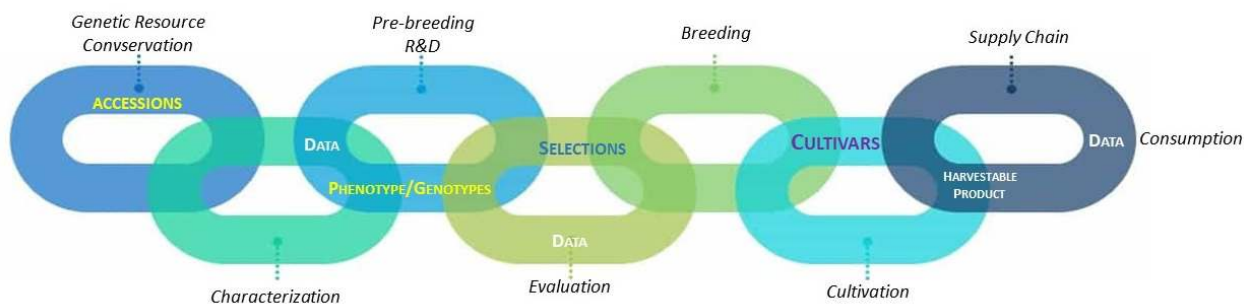 Genetic Resource
Convservation
Pre-breeding
R&D
Breeding
Supply Chain
ACCESSIONS
DATA
SELECTIONS
CULTIVARS
DATA
Consumption
PHENOTYPE/GENOTYPES
HARVESTABLE
PRODUCT
DATA
Characterization
Evaluation
Cultivation